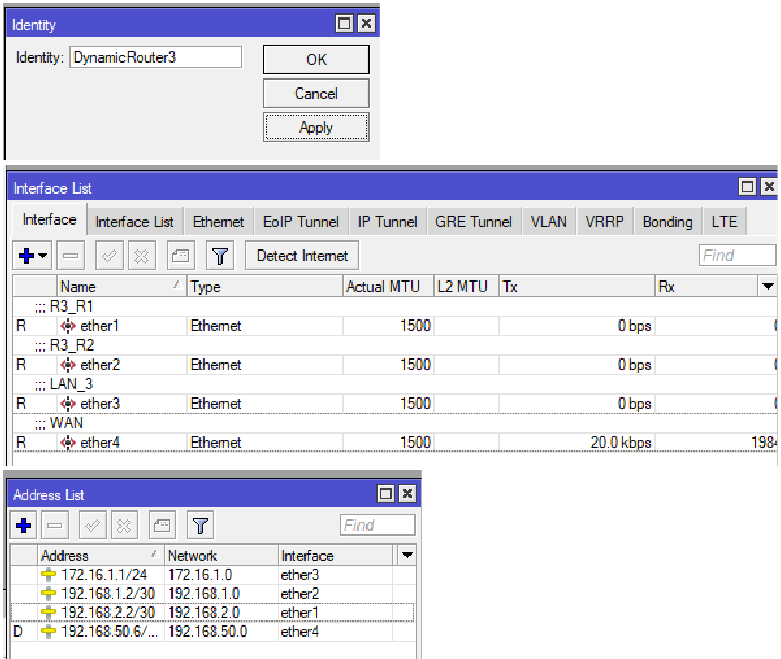 Identity
Identity: DynamicRouter3
OK
Cancel
Apply
Interface List
Interface Interface List Ethernet EoIP Tunnel IP Tunnel GRE Tunnel VLAN VRRP Bonding LTE
Detect Internet Find
Name Type Actual MTU L2 MTU Tx Rx
;;; R3_R1
R ether1 Ethernet 1500 0 bps
;;; R3_R2
R ether2 Ethernet 1500 0 bps
;;; LAN_3
R ether3 Ethernet 1500 0 bps
;;; WAN
R ether4 Ethernet 1500 20.0 kbps 1984
Address List
Find
Address Network Interface
172.16.1.1/24 172.16.1.0 ether3
192.168.1.2/30 192.168.1.0 ether2
192.168.2.2/30 192.168.2.0 ether1
D 192.168.50.6/... 192.168.50.0 ether4